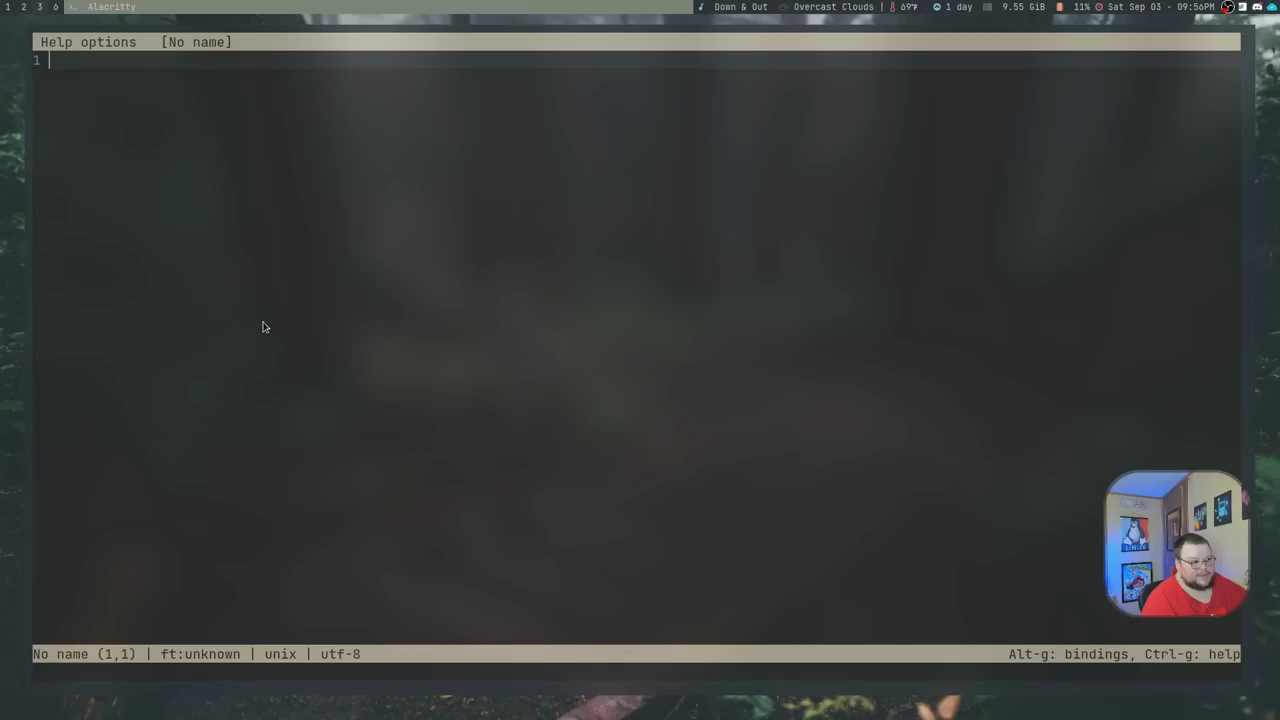 1 2 3 6 >_ Alacritty Down & Out Overcast Clouds | 69°F 1 day 9.55 GiB 11% Sat Sep 03 - 09:56PM
Help options [No name]
1
LINUX
No name (1,1) | ft:unknown | unix | utf-8 Alt-g: bindings, Ctrl-g: help